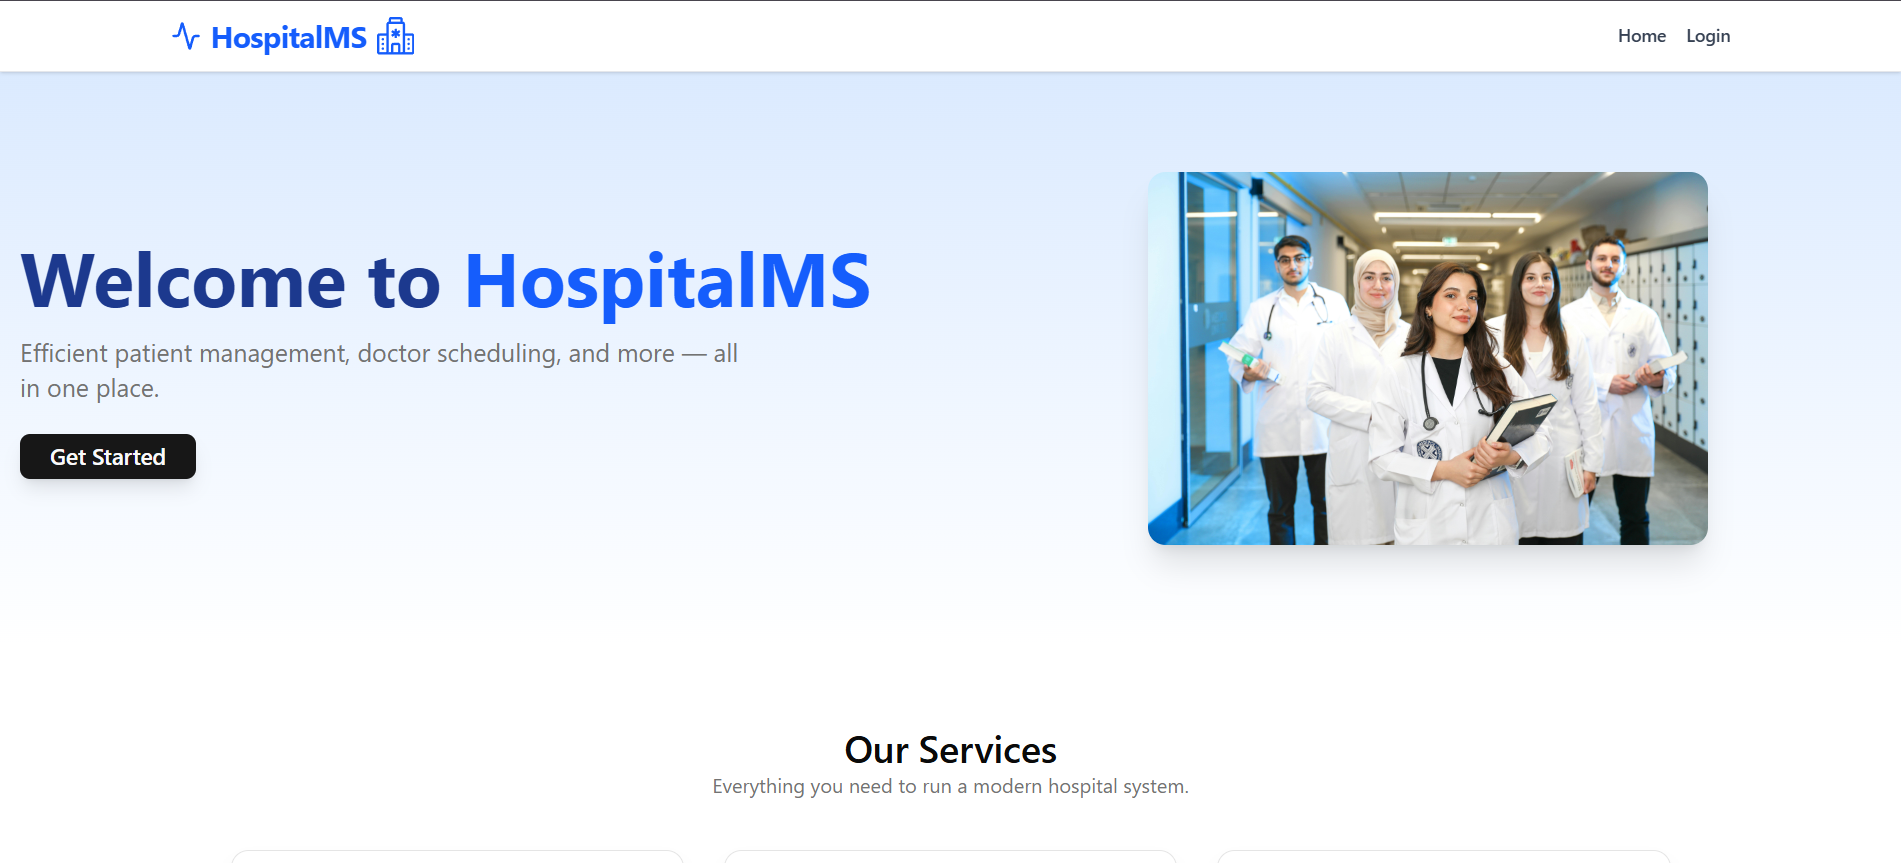 HospitalMS
Home
Login
Welcome to HospitalMS
Efficient patient management, doctor scheduling, and more — all
in one place.
Get Started
Our Services
Everything you need to run a modern hospital system.